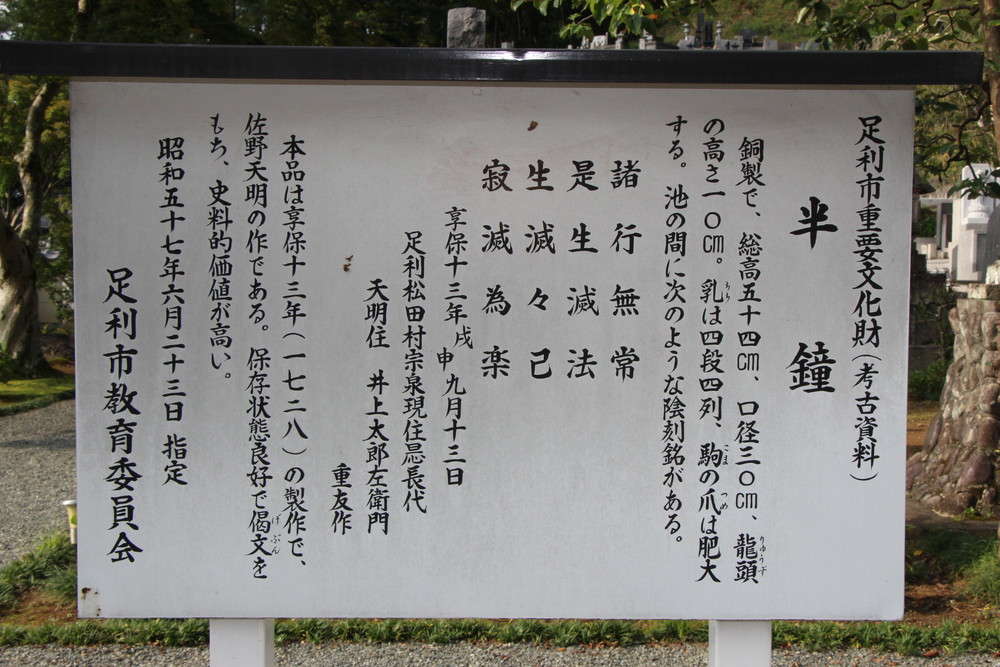 足利市重要文化財(考古資料)
半鐘
銅製で、総高五十四㎝、口径三〇㎝、龍頭
の高さ一〇㎝。乳は四段四列、駒の爪は肥大
する。池の間に次のような陰刻銘がある。
諸行無常
是生滅法
生滅々已
寂滅為楽
享保十三年戌申九月十三日
足利松田村宗泉現住曻長代
天明住 井上太郎左衛門
重友作
本品は享保十三年(一七二八)の製作で、
佐野天明の作である。保存状態良好で偈文を
もち、史料的価値が高い。
昭和五十七年六月二十三日 指定
足利市教育委員会